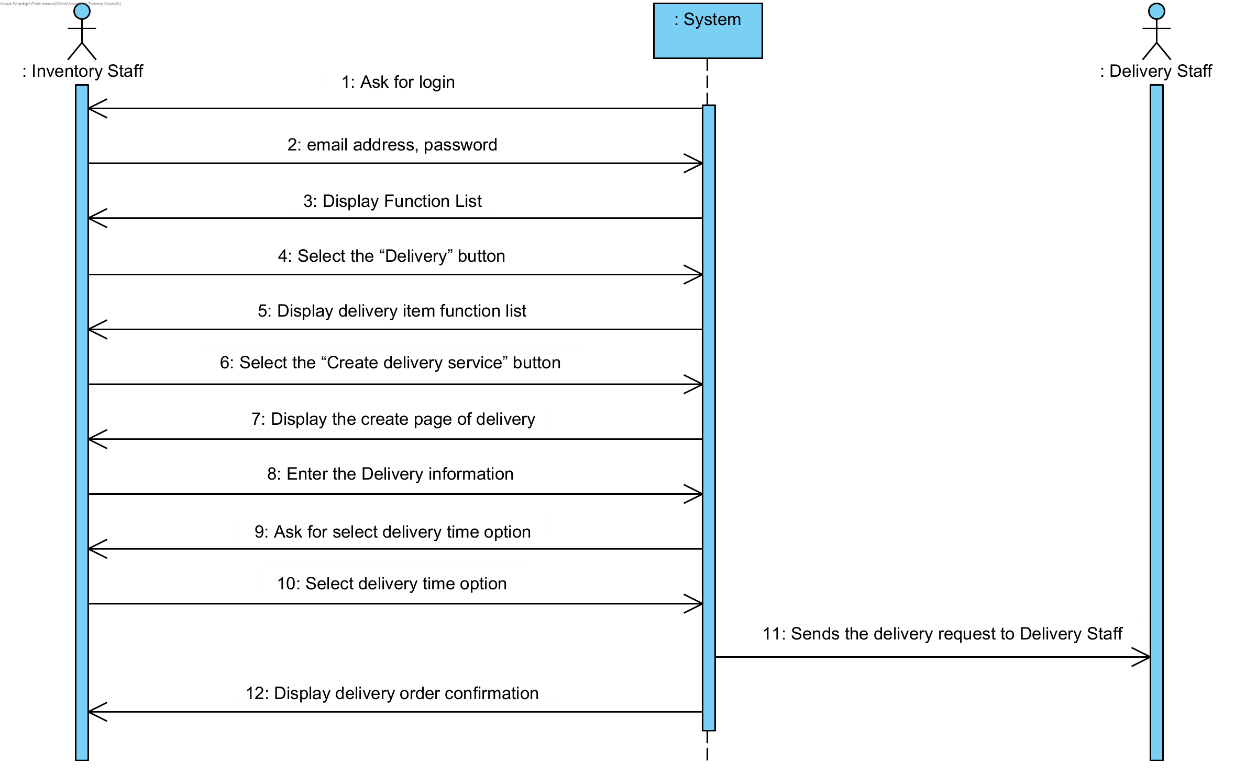 : Inventory Staff
: System
: Delivery Staff
1: Ask for login
2: email address, password
3: Display Function List
4: Select the “Delivery” button
5: Display delivery item function list
6: Select the “Create delivery service” button
7: Display the create page of delivery
8: Enter the Delivery information
9: Ask for select delivery time option
10: Select delivery time option
11: Sends the delivery request to Delivery Staff
12: Display delivery order confirmation